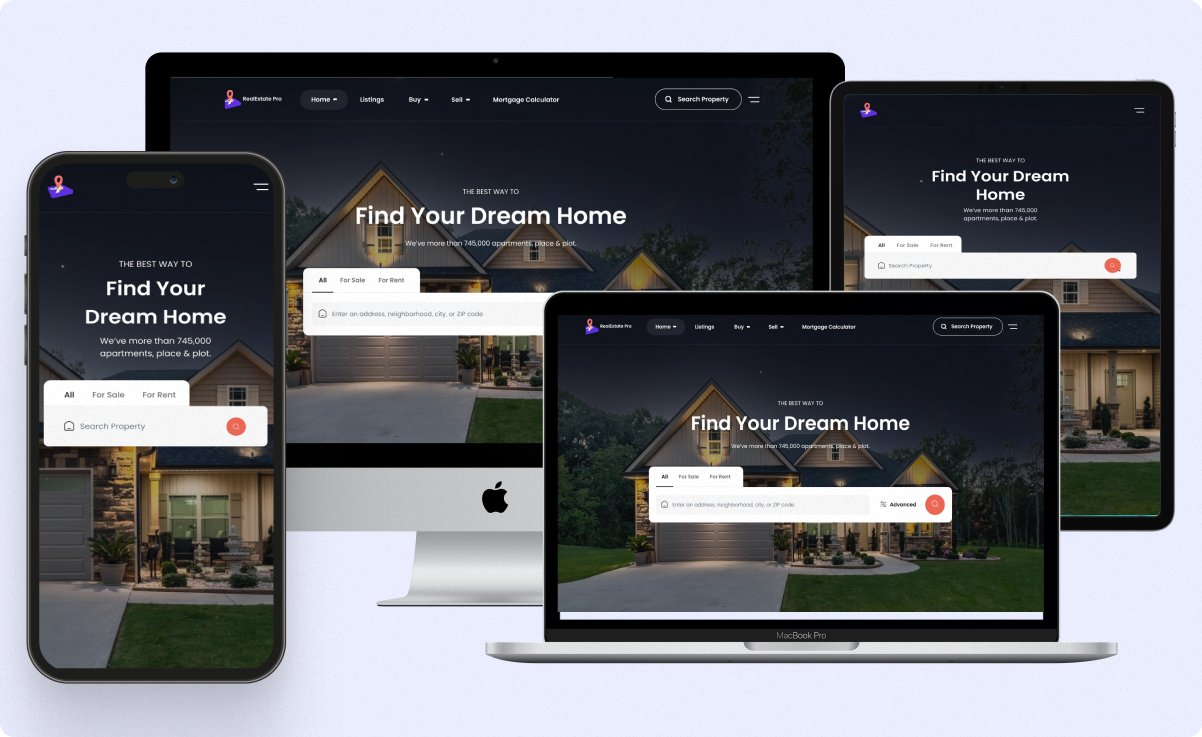 RealEstate Pro
Home
Listings
Buy
Sell
Mortgage Calculator
Search Property
THE BEST WAY TO
Find Your Dream Home
We've more than 745,000 apartments, place & plot.
All
For Sale
For Rent
Enter an address, neighborhood, city, or ZIP code
THE BEST WAY TO
Find Your Dream
Home
We've more than 745,000
apartments, place & plot.
All
For Sale
For Rent
Search Property
THE BEST WAY TO
Find Your
Dream Home
We've more than 745,000
apartments, place & plot.
All
For Sale
For Rent
Search Property
RealEstate Pro
Home
Listings
Buy
Sell
Mortgage Calculator
Search Property
THE BEST WAY TO
Find Your Dream Home
We've more than 745,000 apartments, place & plot.
All
For Sale
For Rent
Enter an address, neighborhood, city, or ZIP code
Advanced
MacBook Pro